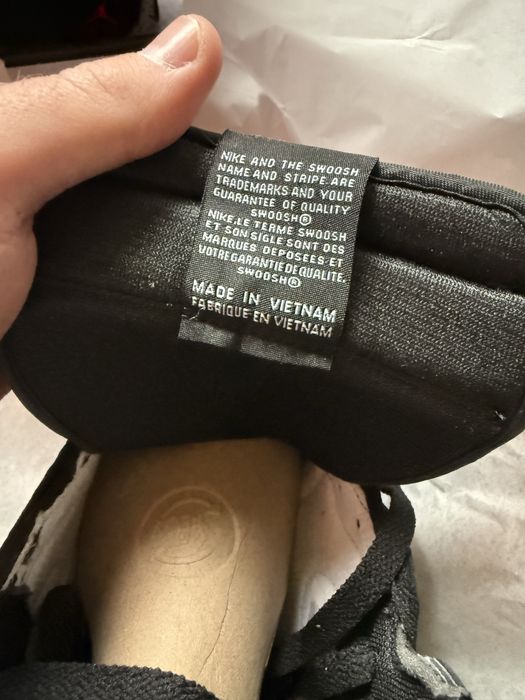 NIKE AND THE SWOOSH
NAME AND STRIPE ARE
TRADEMARKS AND YOUR
GUARANTEE OF QUALITY
SWOOSH®
NIKE,LE TERME SWOOSH
ET SON SIGLE SONT DES
MARQUES DEPOSEES ET
VOTRE GARANTIE DE QUALITE.
SWOOSH®
MADE IN VIETNAM
FABRIQUE EN VIETNAM